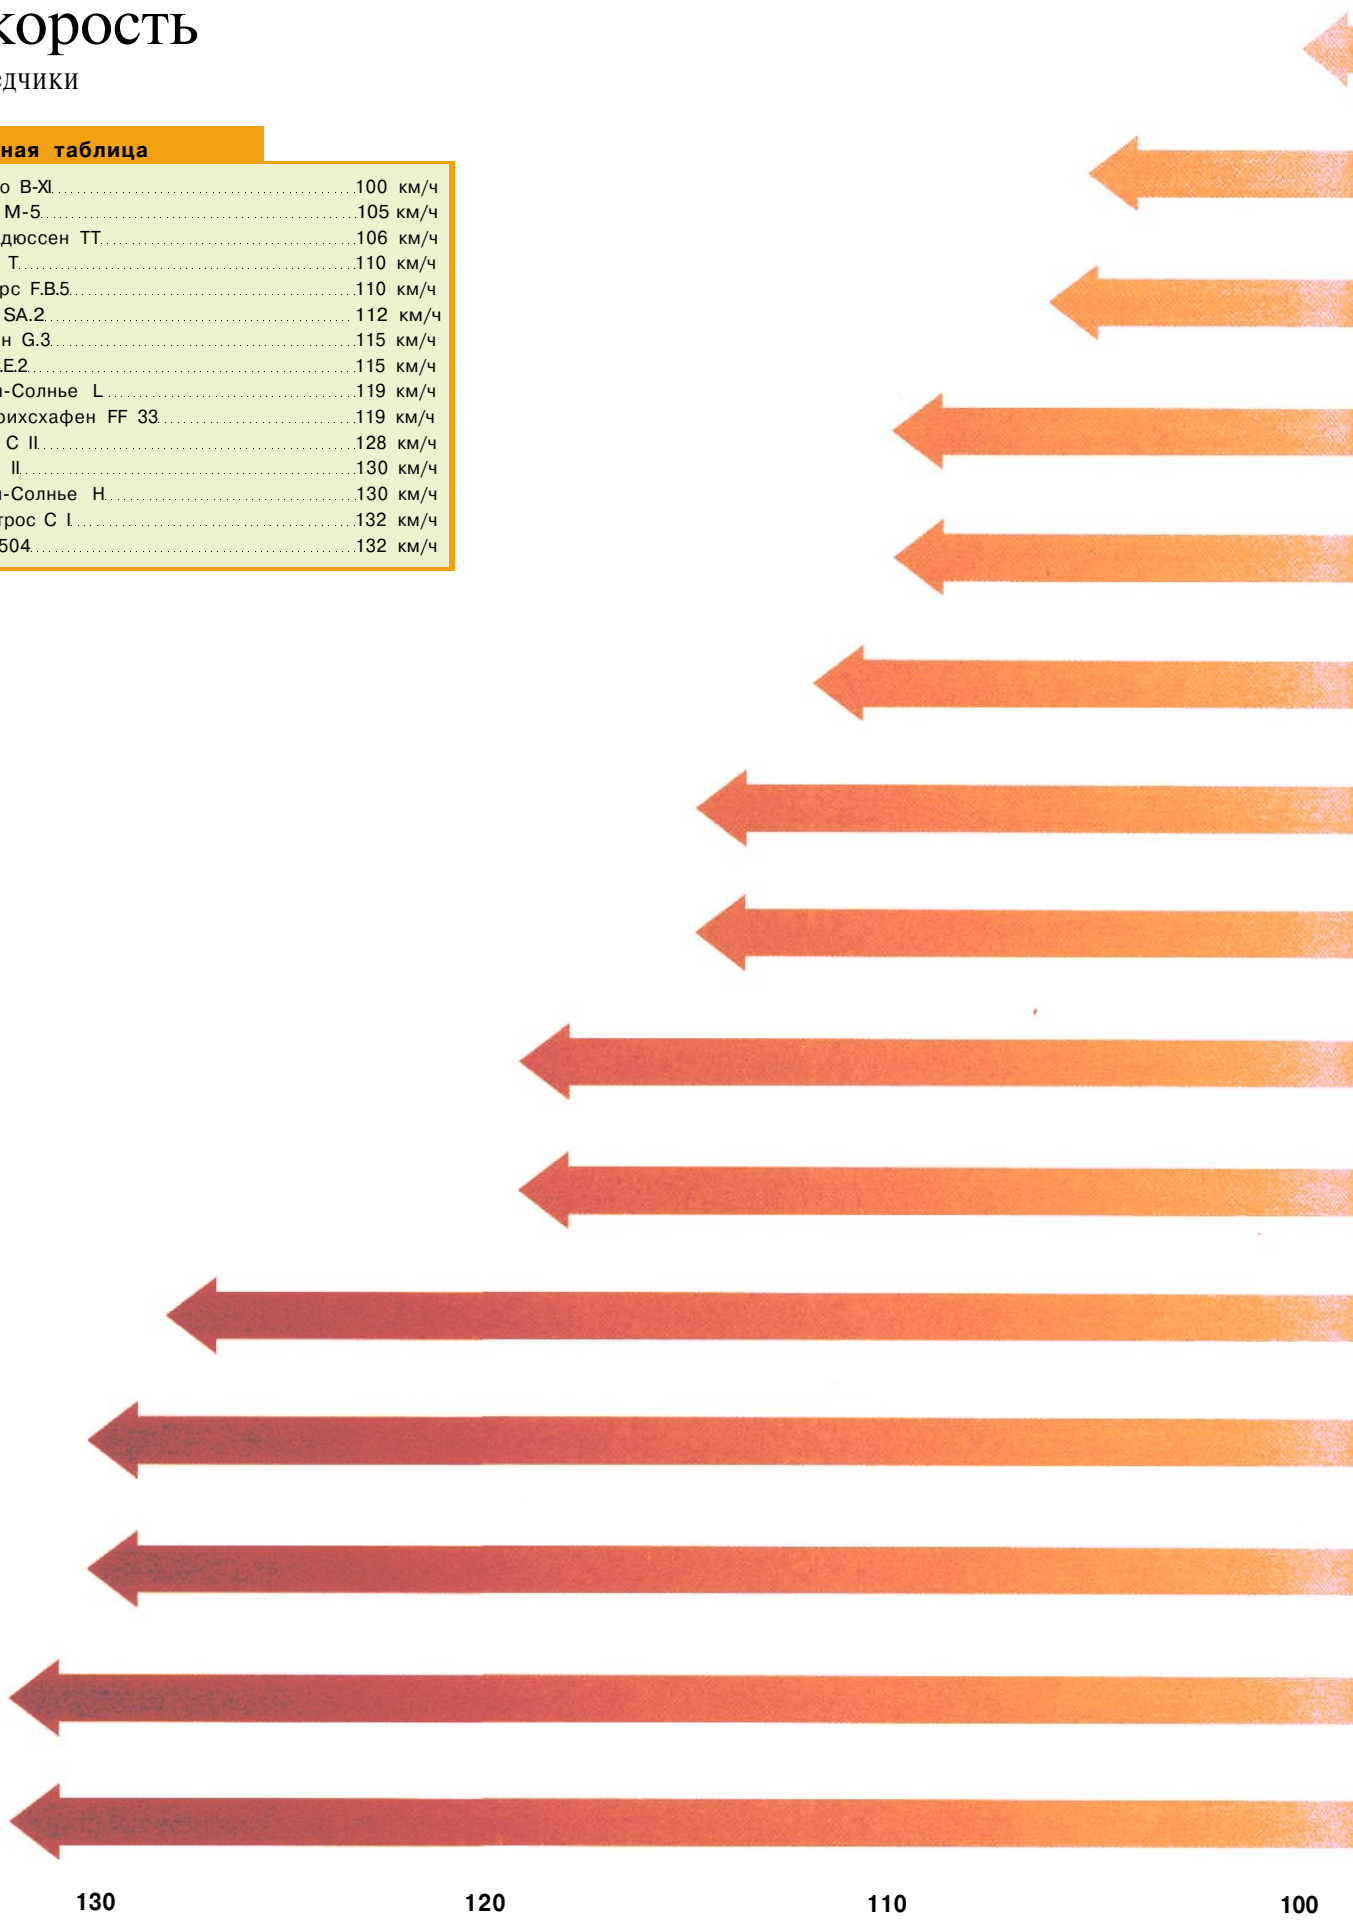 корость
едчики
ная таблица
о B-XI 100 км/ч
M-5 105 км/ч
дюссен TT 106 км/ч
T 110 км/ч
рс F.B.5 110 км/ч
SA.2 112 км/ч
н G.3 115 км/ч
.E.2 115 км/ч
н-Солнье L 119 км/ч
рихсхафен FF 33 119 км/ч
C II 128 км/ч
II 130 км/ч
н-Солнье H 130 км/ч
трос C I 132 км/ч
504 132 км/ч
130 120 110 100